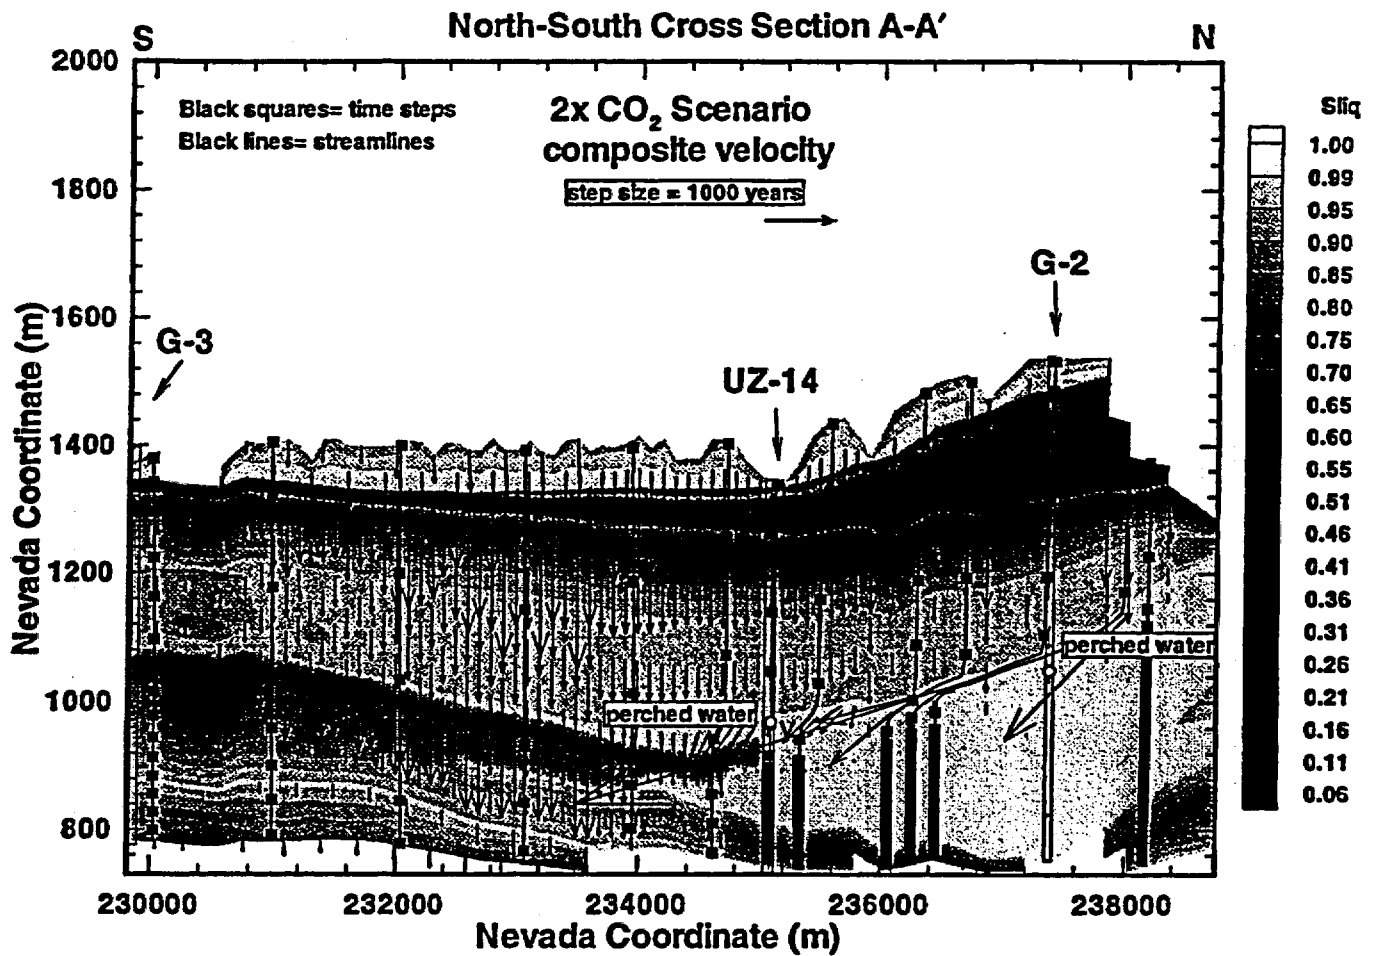 North-South Cross Section A-A′
S
N
Black squares= time steps
Black lines= streamlines
2x CO₂ Scenario
composite velocity
step size = 1000 years
G-3
UZ-14
G-2
perched water
perched water
Nevada Coordinate (m)
2000
1800
1600
1400
1200
1000
800
230000
232000
234000
236000
238000
Nevada Coordinate (m)
Sliq
1.00
0.99
0.95
0.90
0.85
0.80
0.75
0.70
0.65
0.60
0.55
0.51
0.46
0.41
0.36
0.31
0.26
0.21
0.16
0.11
0.06